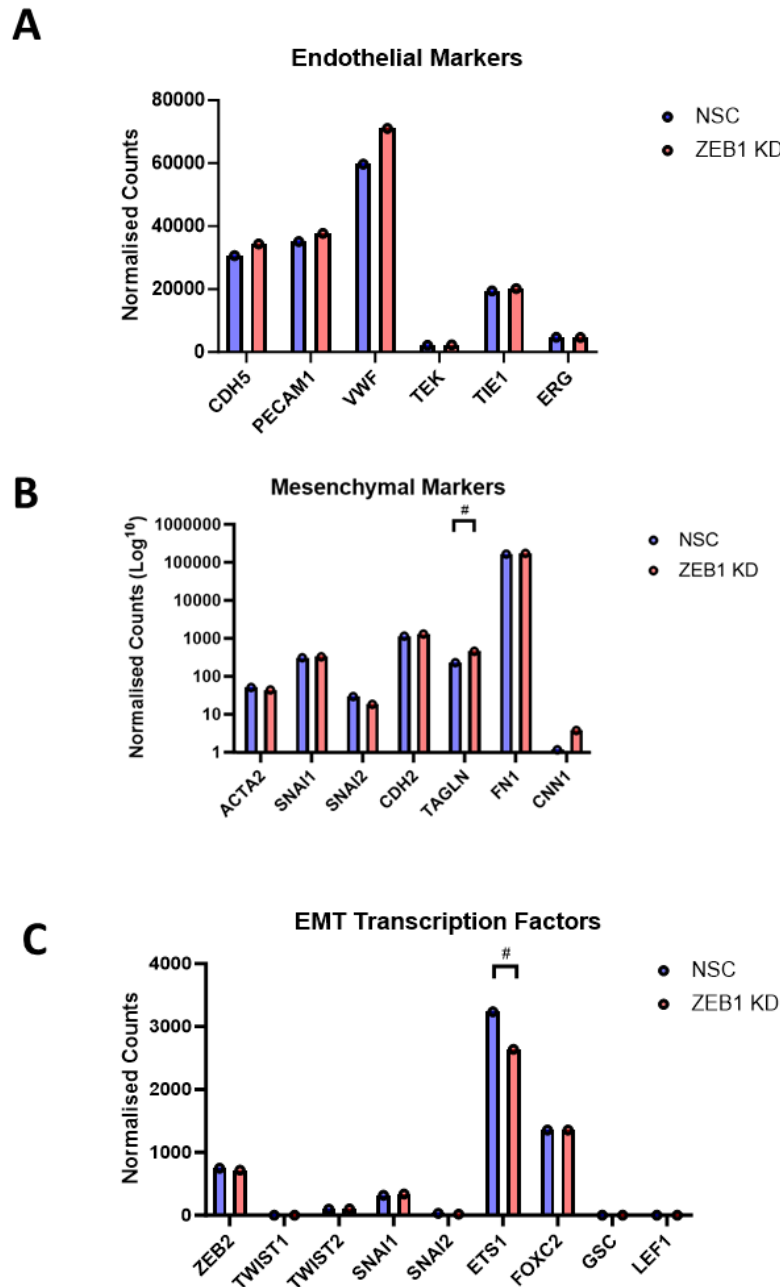 A
Endothelial Markers
Normalised Counts
80000
60000
40000
20000
0
CDH5
PECAM1
VWF
TEK
TIE1
ERG
NSC
ZEB1 KD
B
Mesenchymal Markers
Normalised Counts (Log¹⁰)
1000000
100000
10000
1000
100
10
1
#
ACTA2
SNAI1
SNAI2
CDH2
TAGLN
FN1
CNN1
NSC
ZEB1 KD
C
EMT Transcription Factors
Normalised Counts
4000
3000
2000
1000
0
#
ZEB2
TWIST1
TWIST2
SNAI1
SNAI2
ETS1
FOXC2
GSC
LEF1
NSC
ZEB1 KD